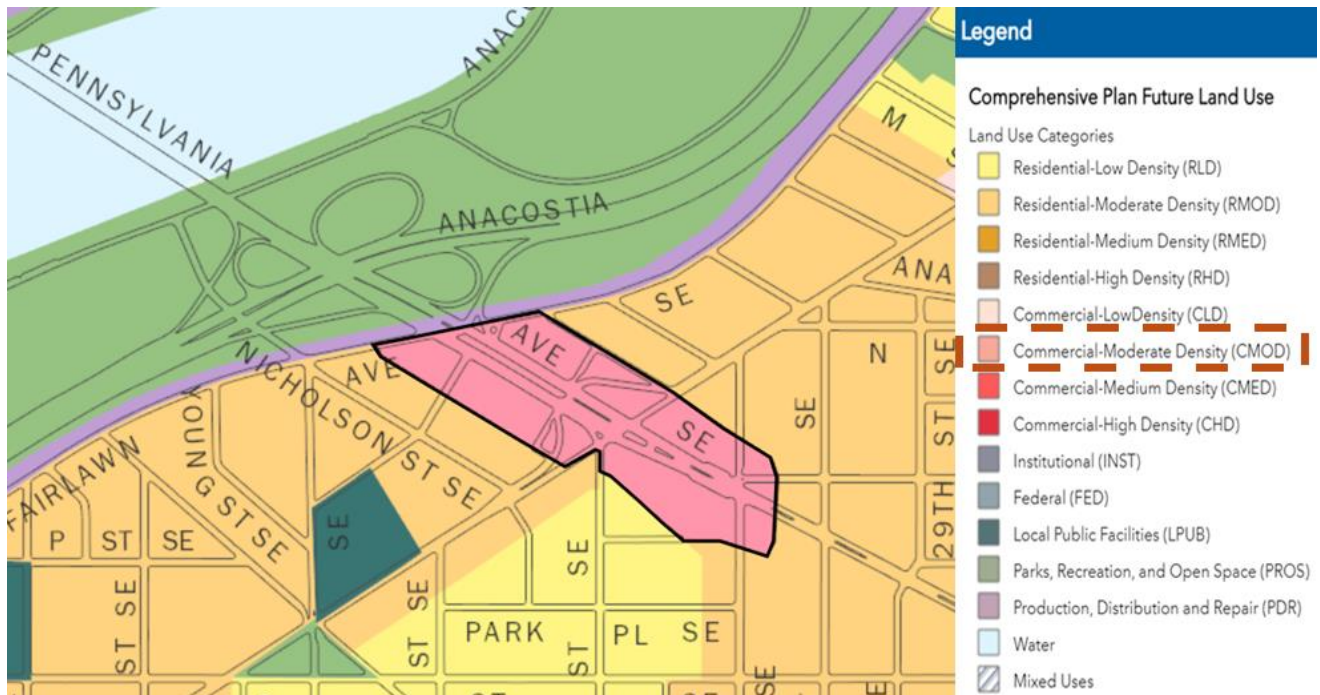 PENNSYLVANIA
ANAC
ANACOSTIA
M
SE
ANA
N
SE
AVE
SE
SE
29TH ST
NICHOLSON ST SE
AVE
YOUNG ST SE
FAIRLAWN
P ST SE
SE
ST SE
ST SE
ST SE
PARK PL SE
ST
SE
SE
Legend
Comprehensive Plan Future Land Use
Land Use Categories
Residential-Low Density (RLD)
Residential-Moderate Density (RMOD)
Residential-Medium Density (RMED)
Residential-High Density (RHD)
Commercial-LowDensity (CLD)
Commercial-Moderate Density (CMOD)
Commercial-Medium Density (CMED)
Commercial-High Density (CHD)
Institutional (INST)
Federal (FED)
Local Public Facilities (LPUB)
Parks, Recreation, and Open Space (PROS)
Production, Distribution and Repair (PDR)
Water
Mixed Uses